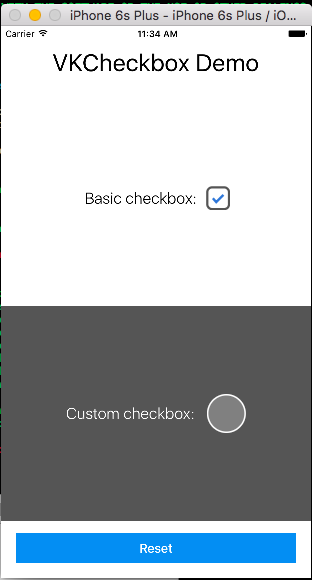 iPhone 6s Plus - iPhone 6s Plus / iO...
Carrier 11:34 AM
VKCheckbox Demo
Basic checkbox:
Custom checkbox:
Reset